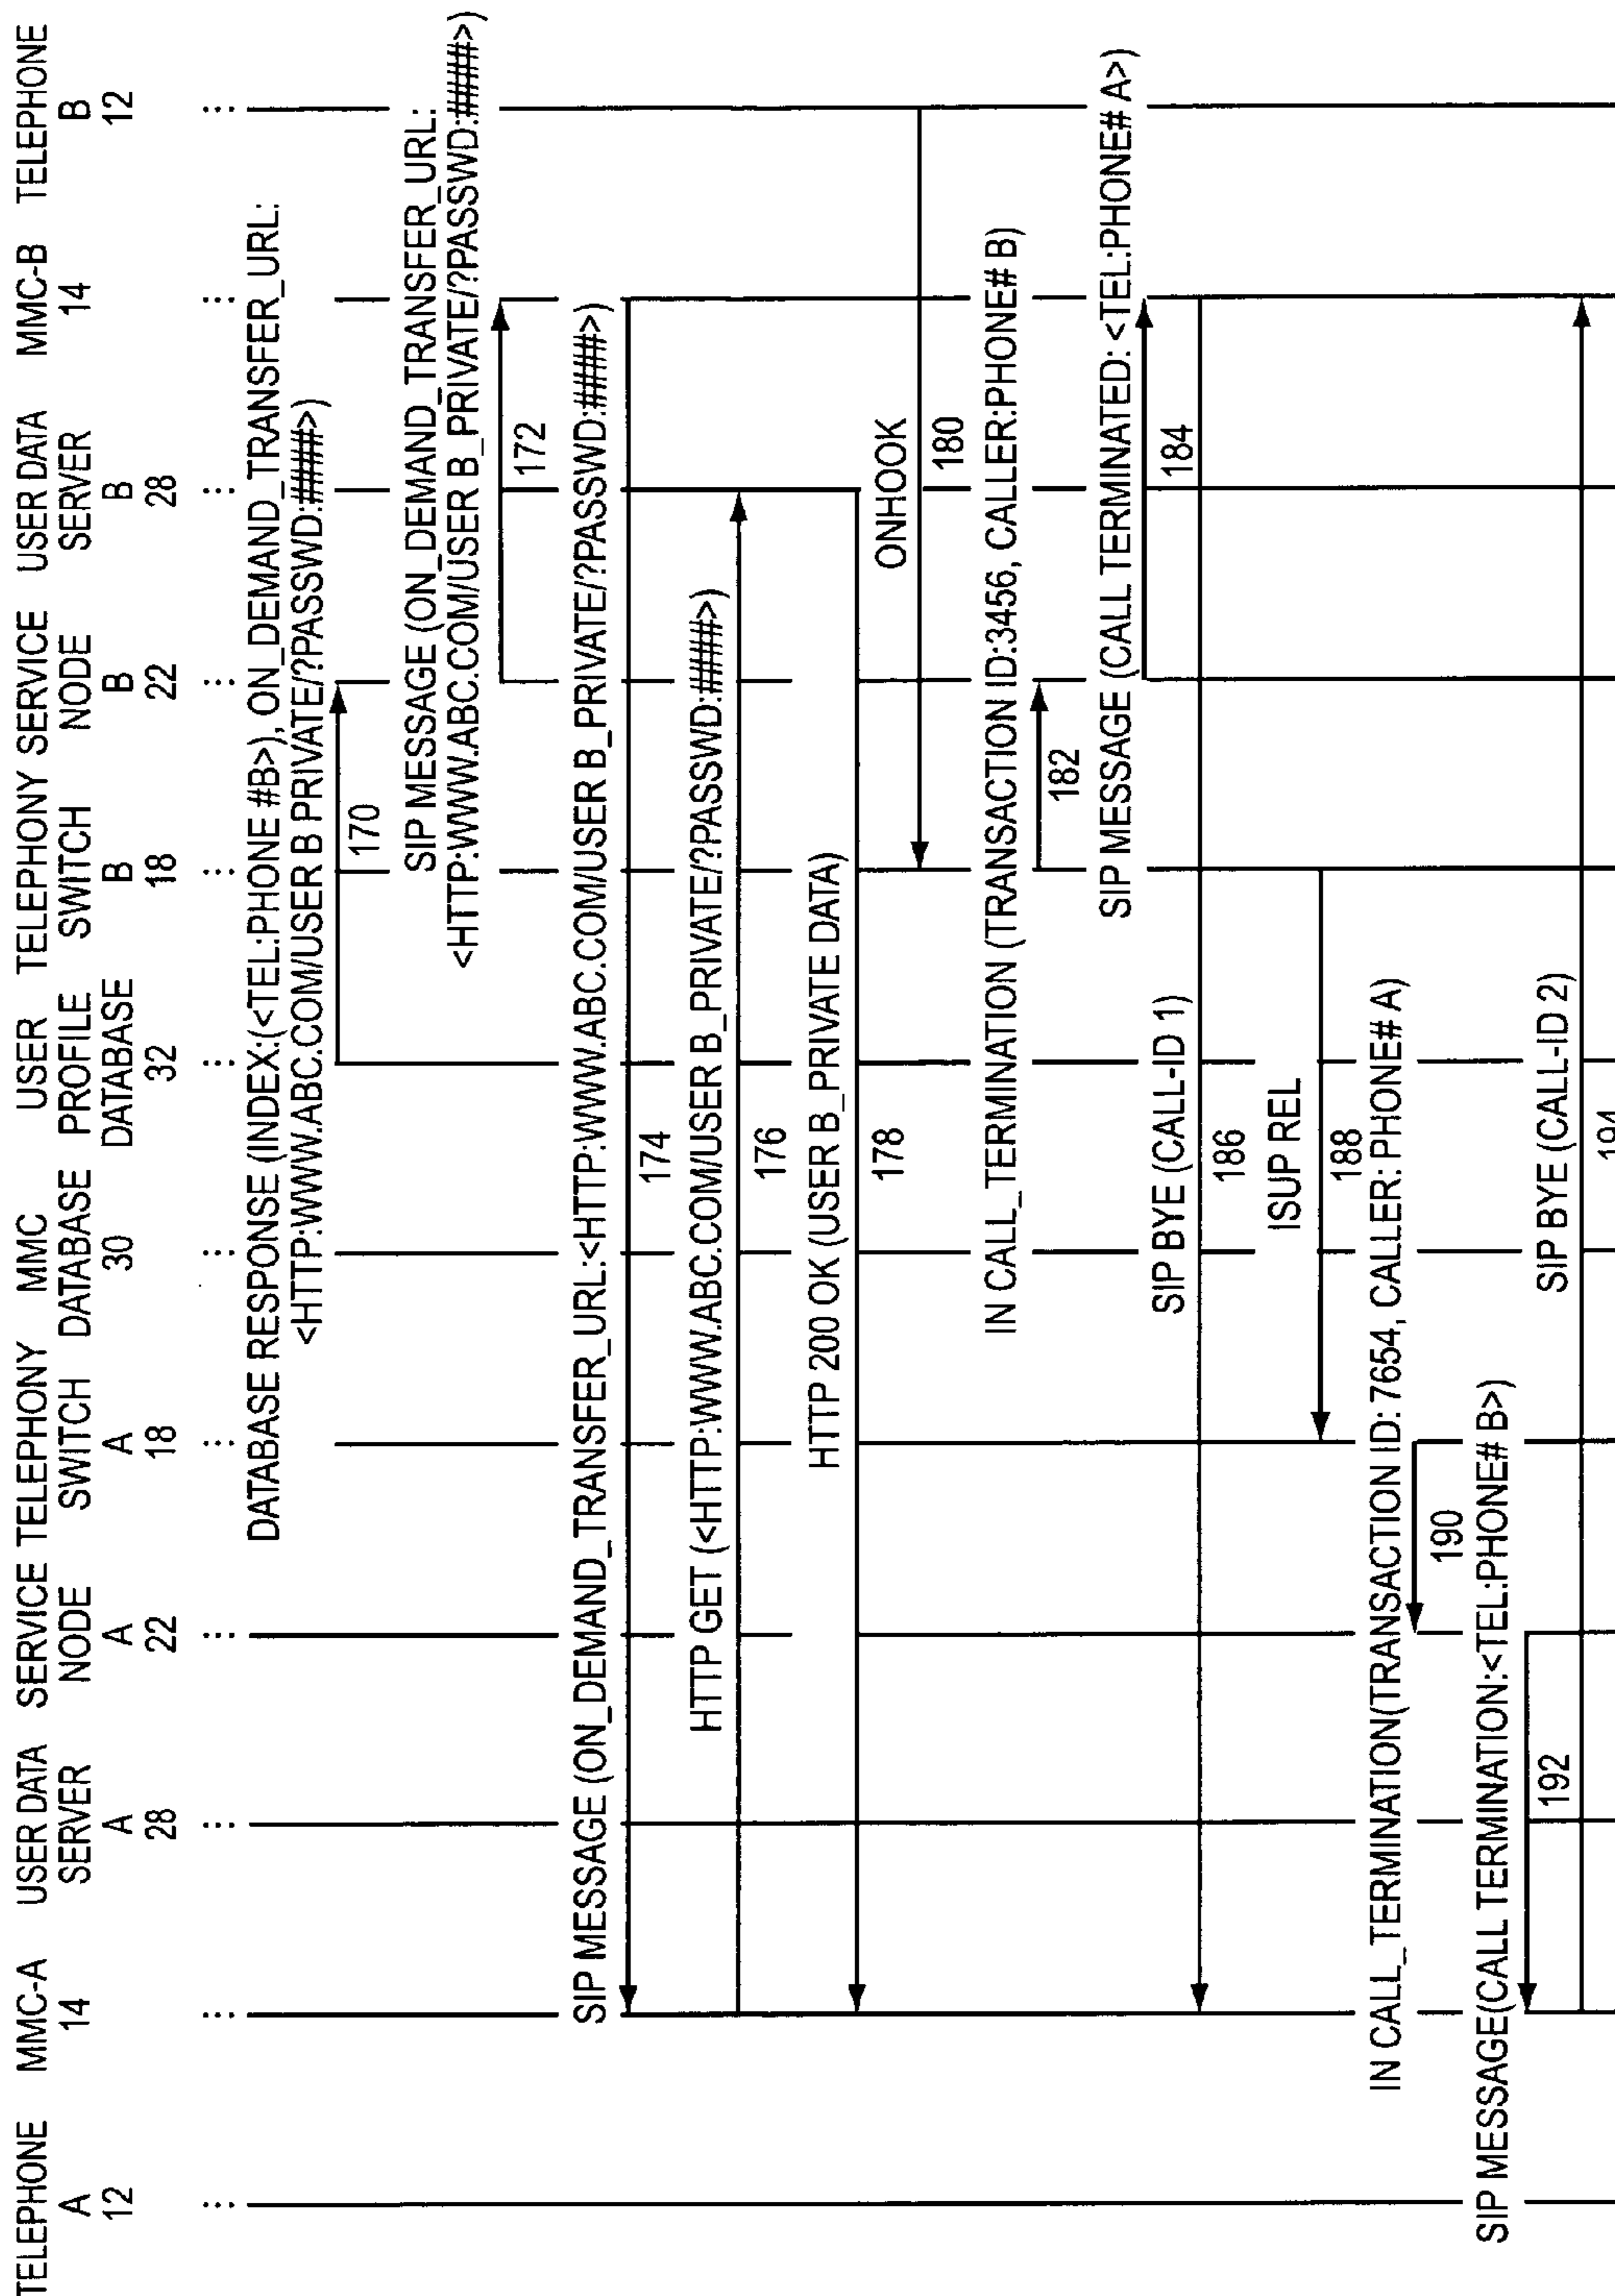 TELEPHONE
A
12
MMC-A
14
USER DATA
SERVER
A
28
SERVICE
NODE
A
22
TELEPHONY
SWITCH
A
18
MMC
DATABASE
30
USER
PROFILE
DATABASE
32
TELEPHONY
SWITCH
B
18
SERVICE
NODE
B
22
USER DATA
SERVER
B
28
MMC-B
14
TELEPHONE
B
12
DATABASE RESPONSE (INDEX:(<TEL:PHONE #B>), ON_DEMAND_TRANSFER_URL:
<HTTP:WWW.ABC.COM/USER B PRIVATE/?PASSWD:####>)
170
SIP MESSAGE (ON_DEMAND_TRANSFER_URL:
<HTTP:WWW.ABC.COM/USER B_PRIVATE/?PASSWD:####>)
172
SIP MESSAGE (ON_DEMAND_TRANSFER_URL:<HTTP:WWW.ABC.COM/USER B_PRIVATE/?PASSWD:####>)
174
HTTP GET (<HTTP:WWW.ABC.COM/USER B_PRIVATE/?PASSWD:####>)
176
HTTP 200 OK (USER B_PRIVATE DATA)
178
ONHOOK
180
IN CALL_TERMINATION (TRANSACTION ID:3456, CALLER:PHONE# B)
182
SIP MESSAGE (CALL TERMINATED: <TEL:PHONE# A>)
184
SIP BYE (CALL-ID 1)
186
ISUP REL
188
IN CALL_TERMINATION(TRANSACTION ID: 7654, CALLER: PHONE# A)
190
SIP MESSAGE(CALL TERMINATION:<TEL:PHONE# B>)
192
SIP BYE (CALL-ID 2)
194